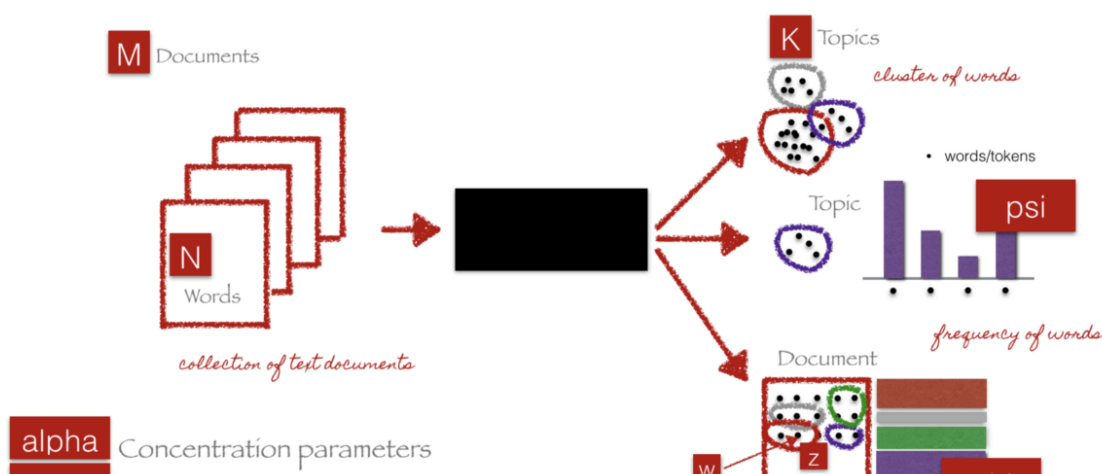 M Documents
K Topics
cluster of words
words/tokens
Topic
psi
N
Words
frequency of words
collection of text documents
Document
alpha Concentration parameters
w
z